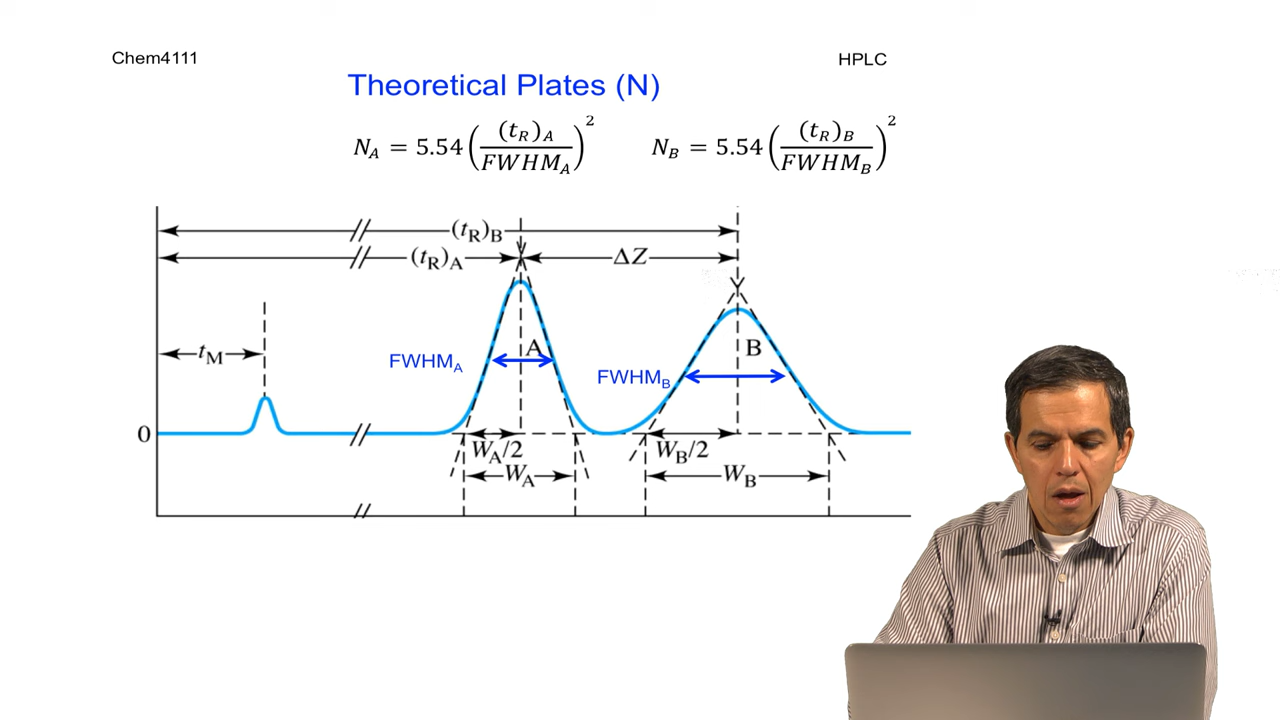 Chem4111
HPLC
Theoretical Plates (N)
N_A = 5.54 ( (t_R)_A / FWHM_A )^2
N_B = 5.54 ( (t_R)_B / FWHM_B )^2
(t_R)_B
(t_R)_A
ΔZ
t_M
A
B
FWHM_A
FWHM_B
0
W_A/2
W_B/2
W_A
W_B